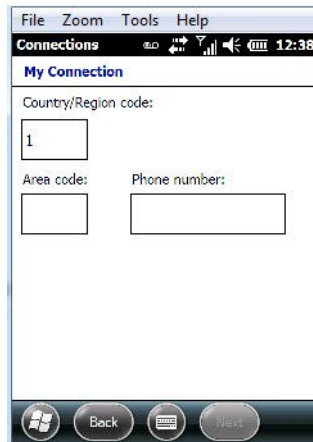 File Zoom Tools Help
Connections 12:38
My Connection
Country/Region code:
1
Area code: Phone number:
Back Next